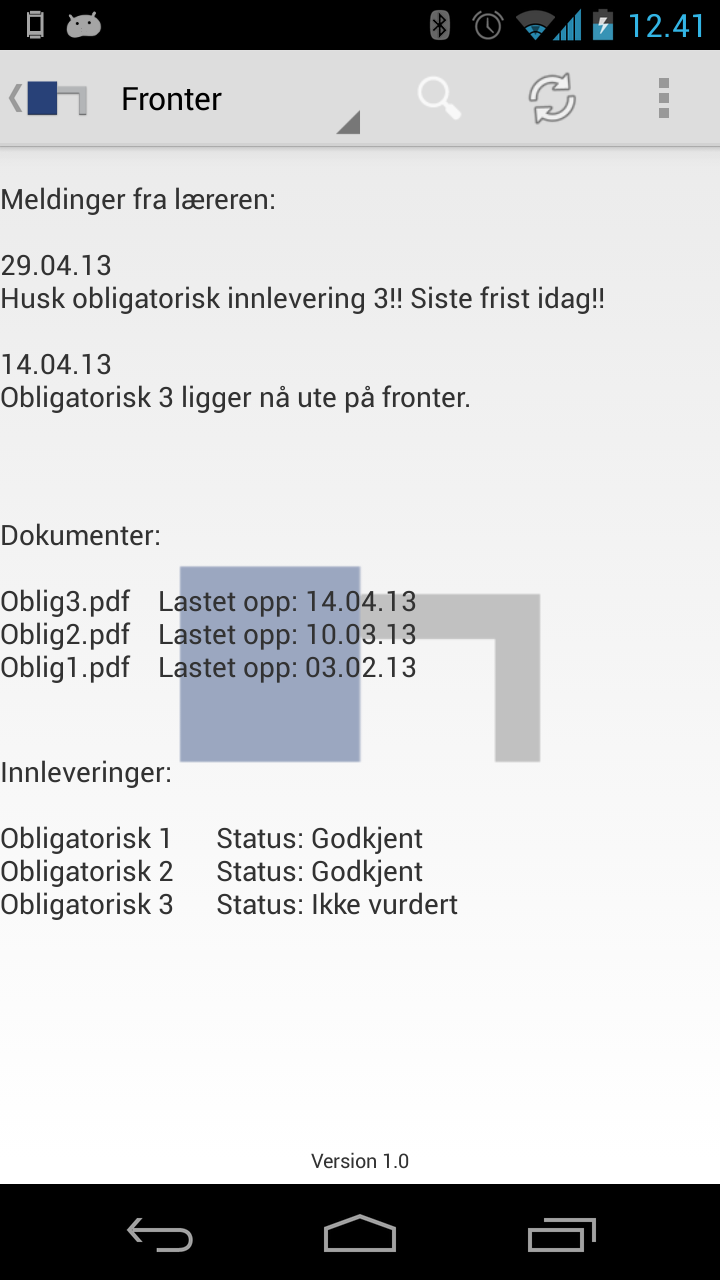 12.41
Fronter
Meldinger fra læreren:
29.04.13
Husk obligatorisk innlevering 3!! Siste frist idag!!
14.04.13
Obligatorisk 3 ligger nå ute på fronter.
Dokumenter:
Oblig3.pdf Lastet opp: 14.04.13
Oblig2.pdf Lastet opp: 10.03.13
Oblig1.pdf Lastet opp: 03.02.13
Innleveringer:
Obligatorisk 1 Status: Godkjent
Obligatorisk 2 Status: Godkjent
Obligatorisk 3 Status: Ikke vurdert
Version 1.0